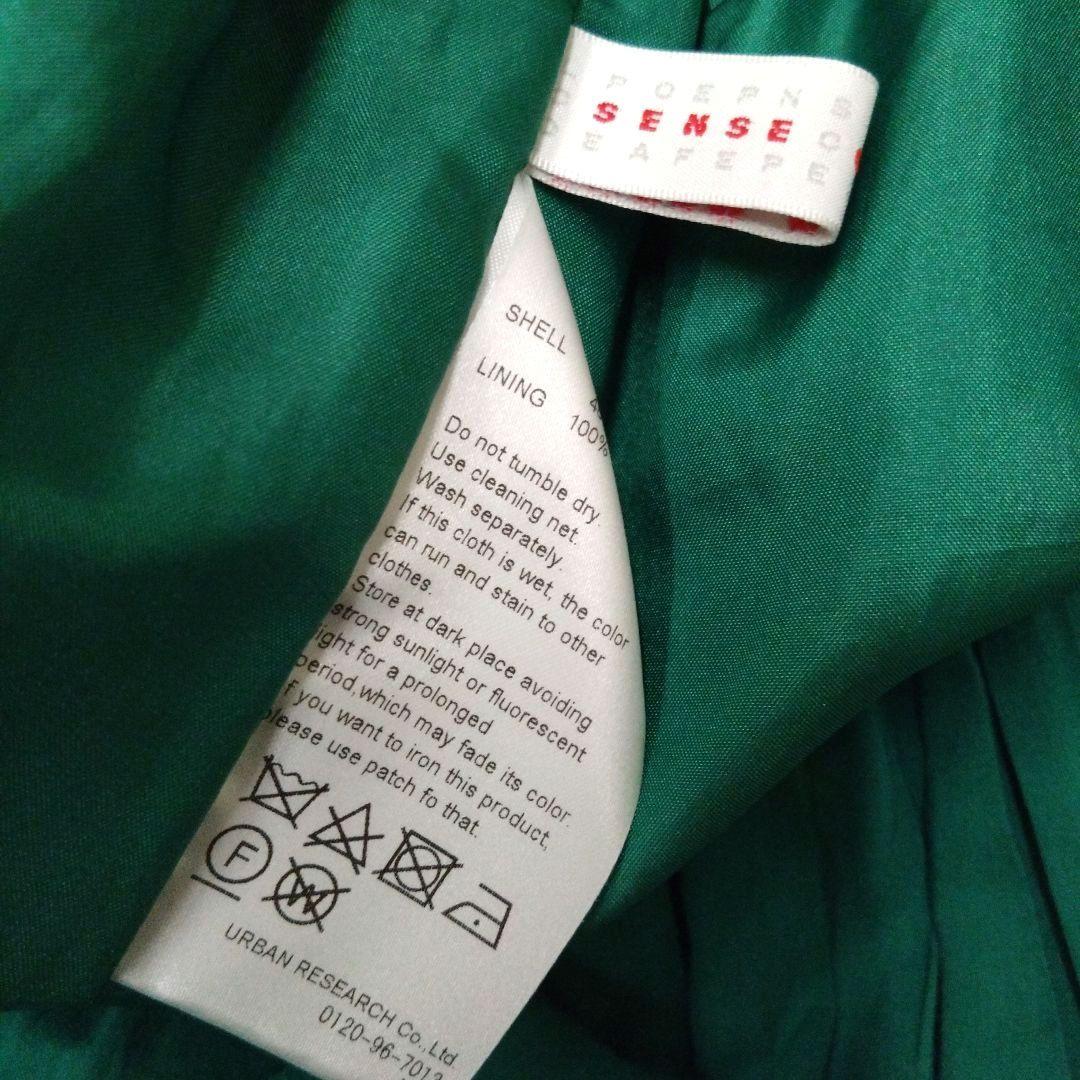 P O E P N
S E N S E
E A F E P
SHELL
LINING 100%
Do not tumble dry
Use cleaning net.
Wash separately.
If this cloth is wet, the color
can run and stain to other
clothes.
Store at dark place avoiding
strong sunlight or fluorescent
light for a prolonged
period,which may fade its color.
If you want to iron this product,
please use patch fo that.
F
W
URBAN RESEARCH Co.,Ltd.
0120-96-7012